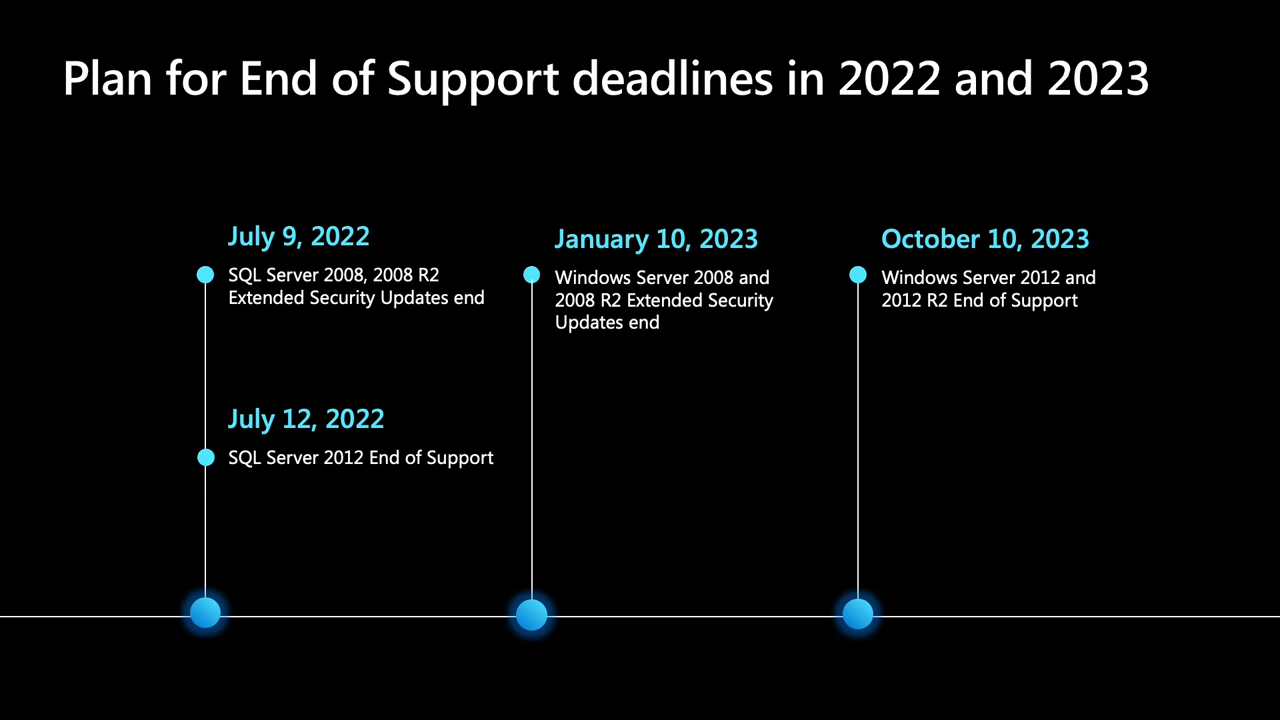 Plan for End of Support deadlines in 2022 and 2023
July 9, 2022
SQL Server 2008, 2008 R2
Extended Security Updates end
July 12, 2022
SQL Server 2012 End of Support
January 10, 2023
Windows Server 2008 and
2008 R2 Extended Security
Updates end
October 10, 2023
Windows Server 2012 and
2012 R2 End of Support